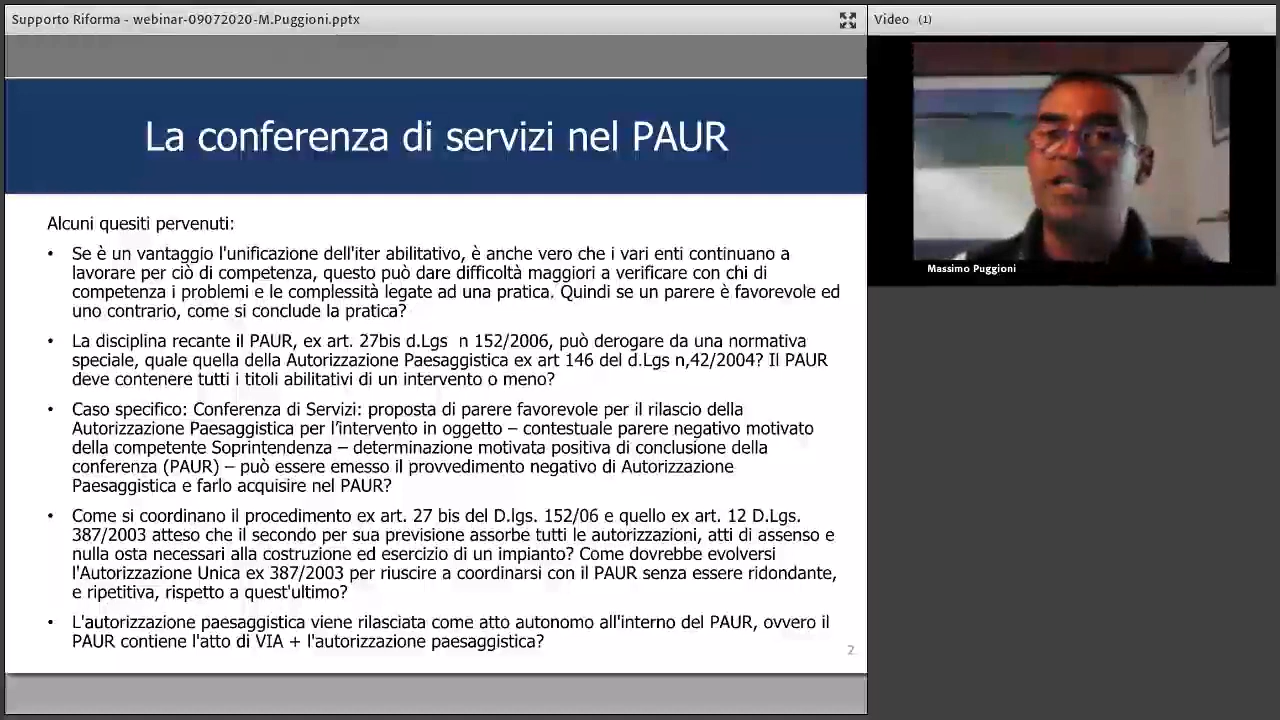 Supporto Riforma - webinar-09072020-M.Puggioni.pptx
Video (1)
La conferenza di servizi nel PAUR
Massimo Puggioni
Alcuni quesiti pervenuti:
• Se è un vantaggio l'unificazione dell'iter abilitativo, è anche vero che i vari enti continuano a
lavorare per ciò di competenza, questo può dare difficoltà maggiori a verificare con chi di
competenza i problemi e le complessità legate ad una pratica. Quindi se un parere è favorevole ed
uno contrario, come si conclude la pratica?
• La disciplina recante il PAUR, ex art. 27bis d.Lgs n 152/2006, può derogare da una normativa
speciale, quale quella della Autorizzazione Paesaggistica ex art 146 del d.Lgs n,42/2004? Il PAUR
deve contenere tutti i titoli abilitativi di un intervento o meno?
• Caso specifico: Conferenza di Servizi: proposta di parere favorevole per il rilascio della
Autorizzazione Paesaggistica per l'intervento in oggetto – contestuale parere negativo motivato
della competente Soprintendenza – determinazione motivata positiva di conclusione della
conferenza (PAUR) – può essere emesso il provvedimento negativo di Autorizzazione
Paesaggistica e farlo acquisire nel PAUR?
• Come si coordinano il procedimento ex art. 27 bis del D.lgs. 152/06 e quello ex art. 12 D.Lgs.
387/2003 atteso che il secondo per sua previsione assorbe tutti le autorizzazioni, atti di assenso e
nulla osta necessari alla costruzione ed esercizio di un impianto? Come dovrebbe evolversi
l'Autorizzazione Unica ex 387/2003 per riuscire a coordinarsi con il PAUR senza essere ridondante,
e ripetitiva, rispetto a quest'ultimo?
• L'autorizzazione paesaggistica viene rilasciata come atto autonomo all'interno del PAUR, ovvero il
PAUR contiene l'atto di VIA + l'autorizzazione paesaggistica?
2